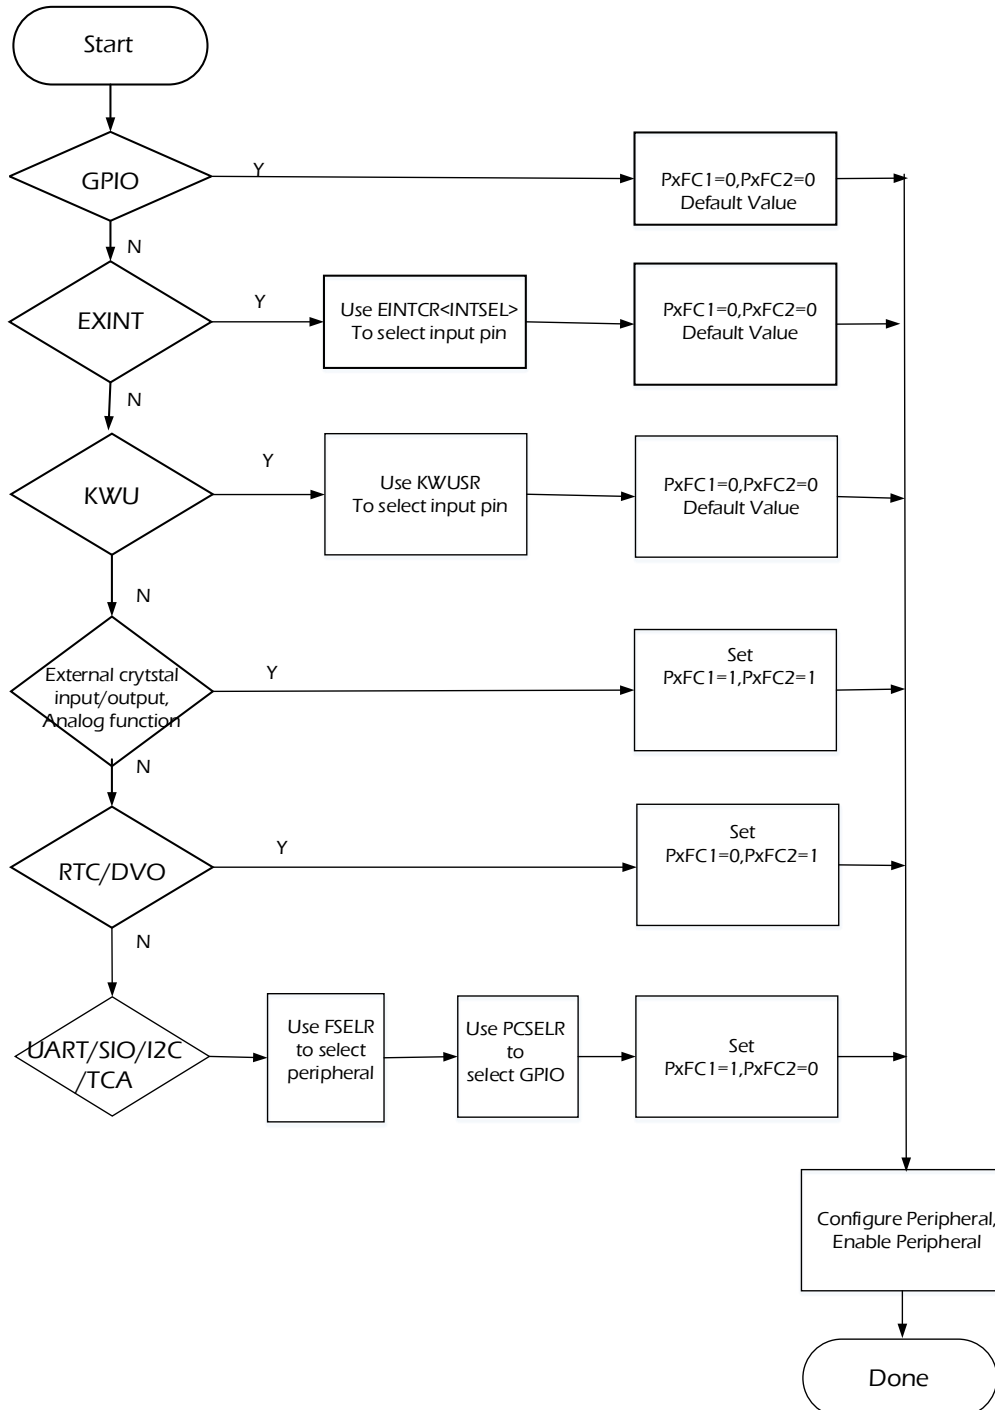 Start
GPIO
Y
PxFC1=0,PxFC2=0
Default Value
N
EXINT
Y
Use EINTCR<INTSEL>
To select input pin
PxFC1=0,PxFC2=0
Default Value
N
KWU
Y
Use KWUSR
To select input pin
PxFC1=0,PxFC2=0
Default Value
N
External crytstal
input/output,
Analog function
Y
Set
PxFC1=1,PxFC2=1
N
RTC/DVO
Y
Set
PxFC1=0,PxFC2=1
N
UART/SIO/I2C
/TCA
Use FSELR
to select
peripheral
Use PCSELR
to
select GPIO
Set
PxFC1=1,PxFC2=0
Configure Peripheral,
Enable Peripheral
Done